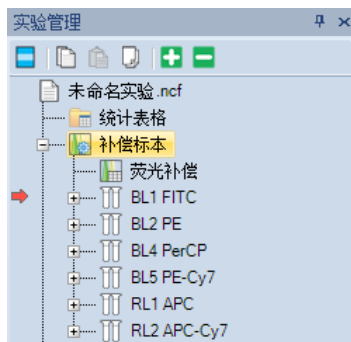 实验管理
未命名实验.ncf
统计表格
补偿标本
荧光补偿
BL1 FITC
BL2 PE
BL4 PerCP
BL5 PE-Cy7
RL1 APC
RL2 APC-Cy7